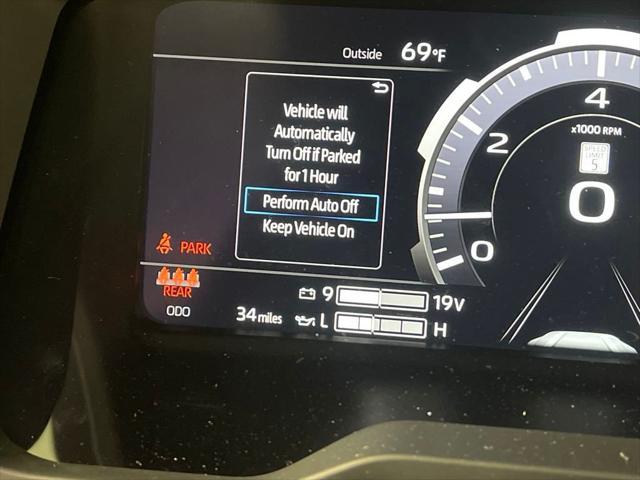 Outside 69°F
Vehicle will
Automatically
Turn Off if Parked
for 1 Hour
Perform Auto Off
Keep Vehicle On
4
x1000 RPM
2
SPEED
LIMIT
5
0
0
PARK
REAR
ODO 34 miles
9 19V
L H